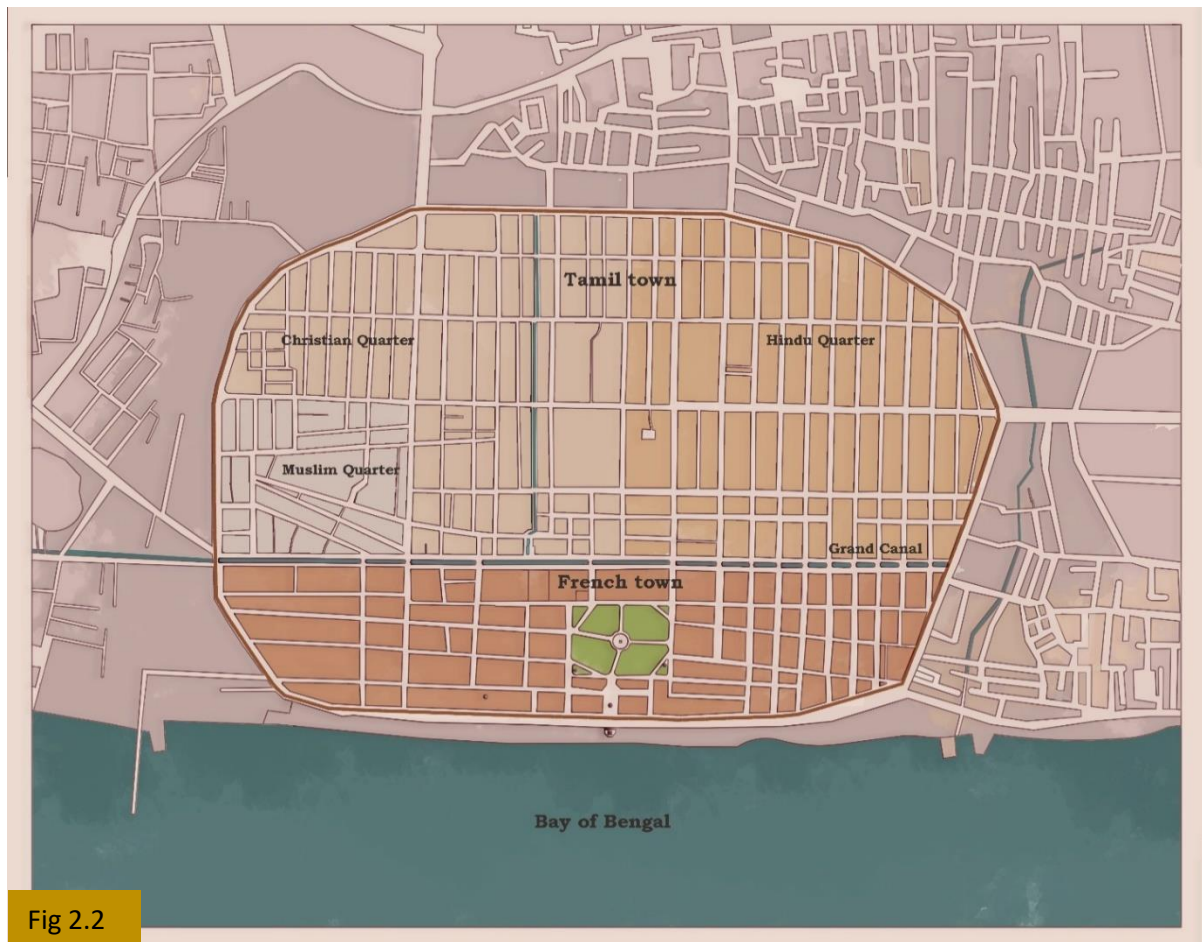 Tamil town
Christian Quarter
Hindu Quarter
Muslim Quarter
Grand Canal
French town
Bay of Bengal
Fig 2.2